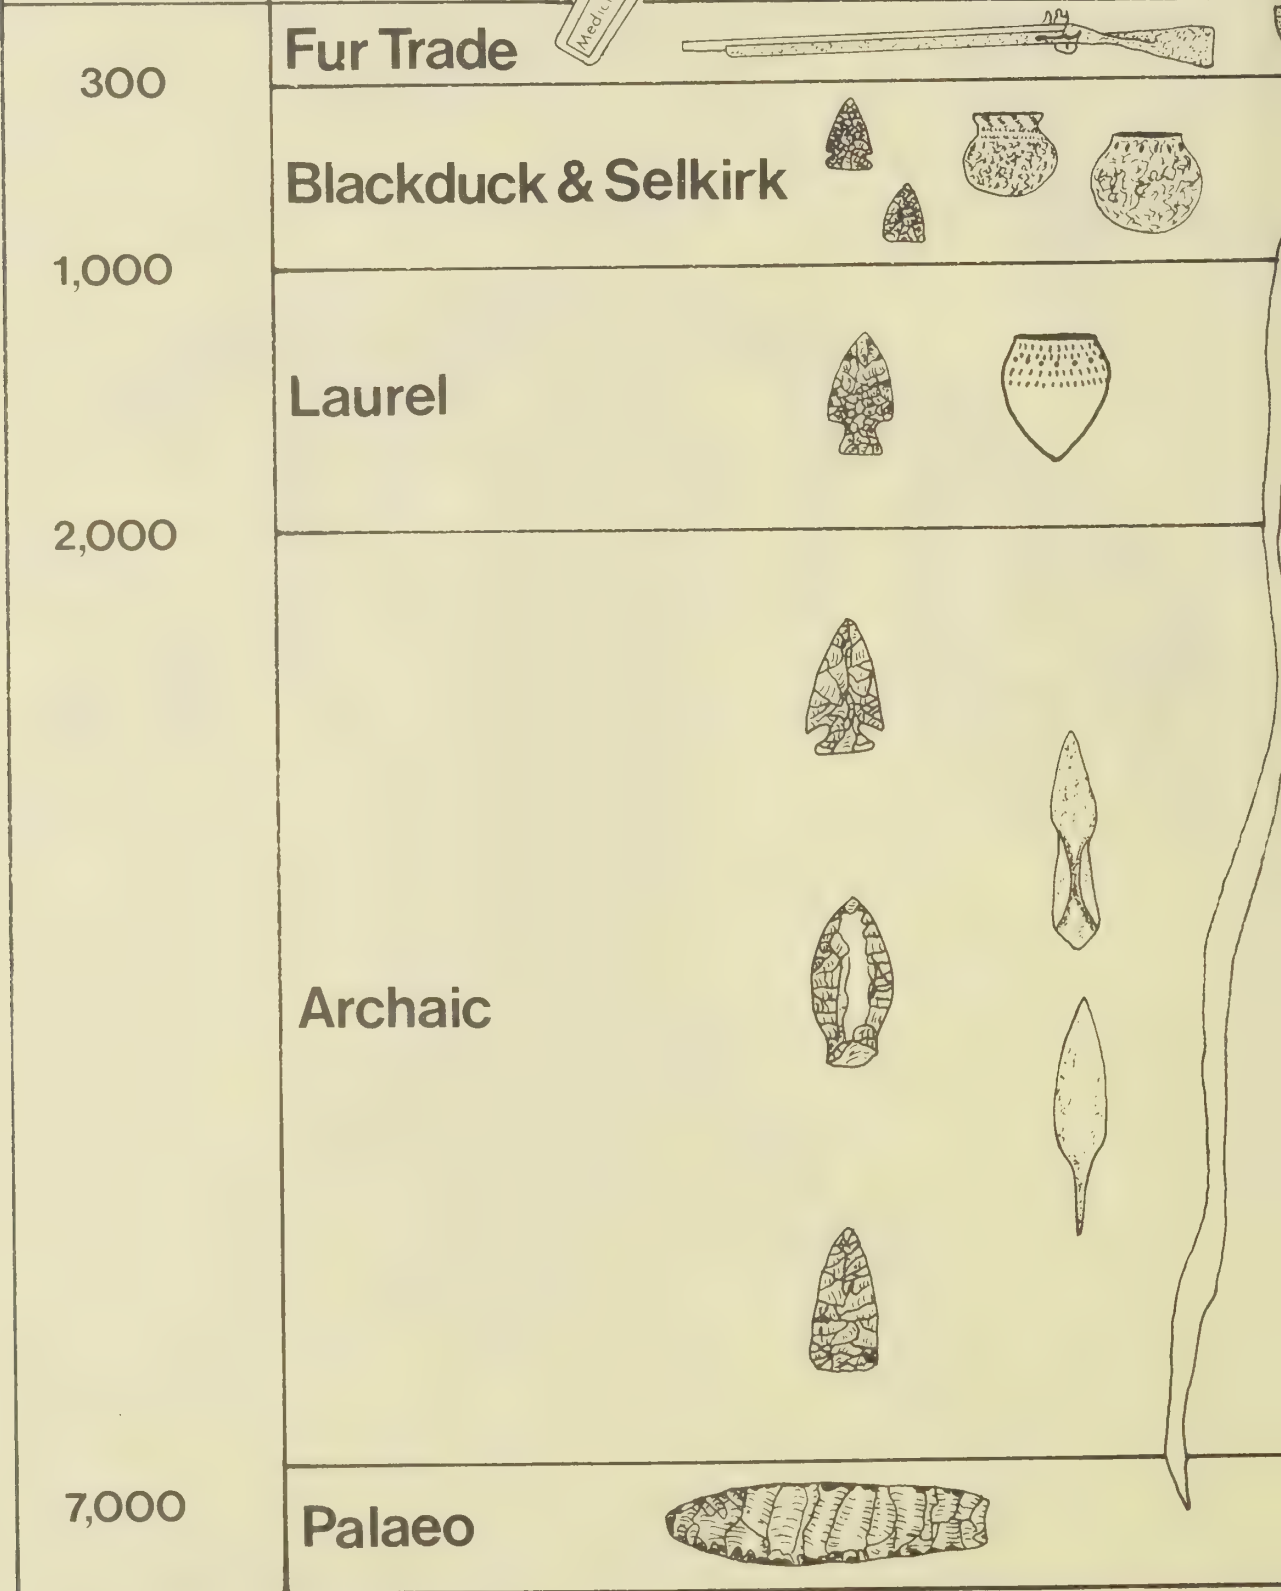 Fur Trade
300
Blackduck & Selkirk
1,000
Laurel
2,000
Archaic
7,000
Palaeo